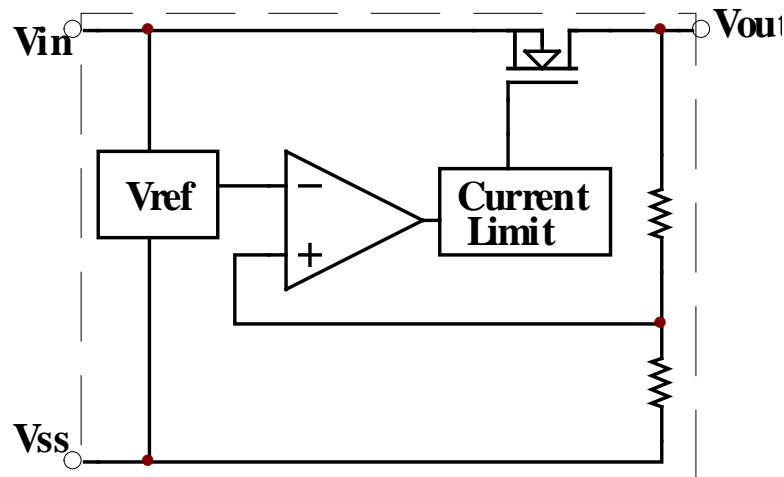 Vin
Vout
Vref
−
+
Current
Limit
Vss